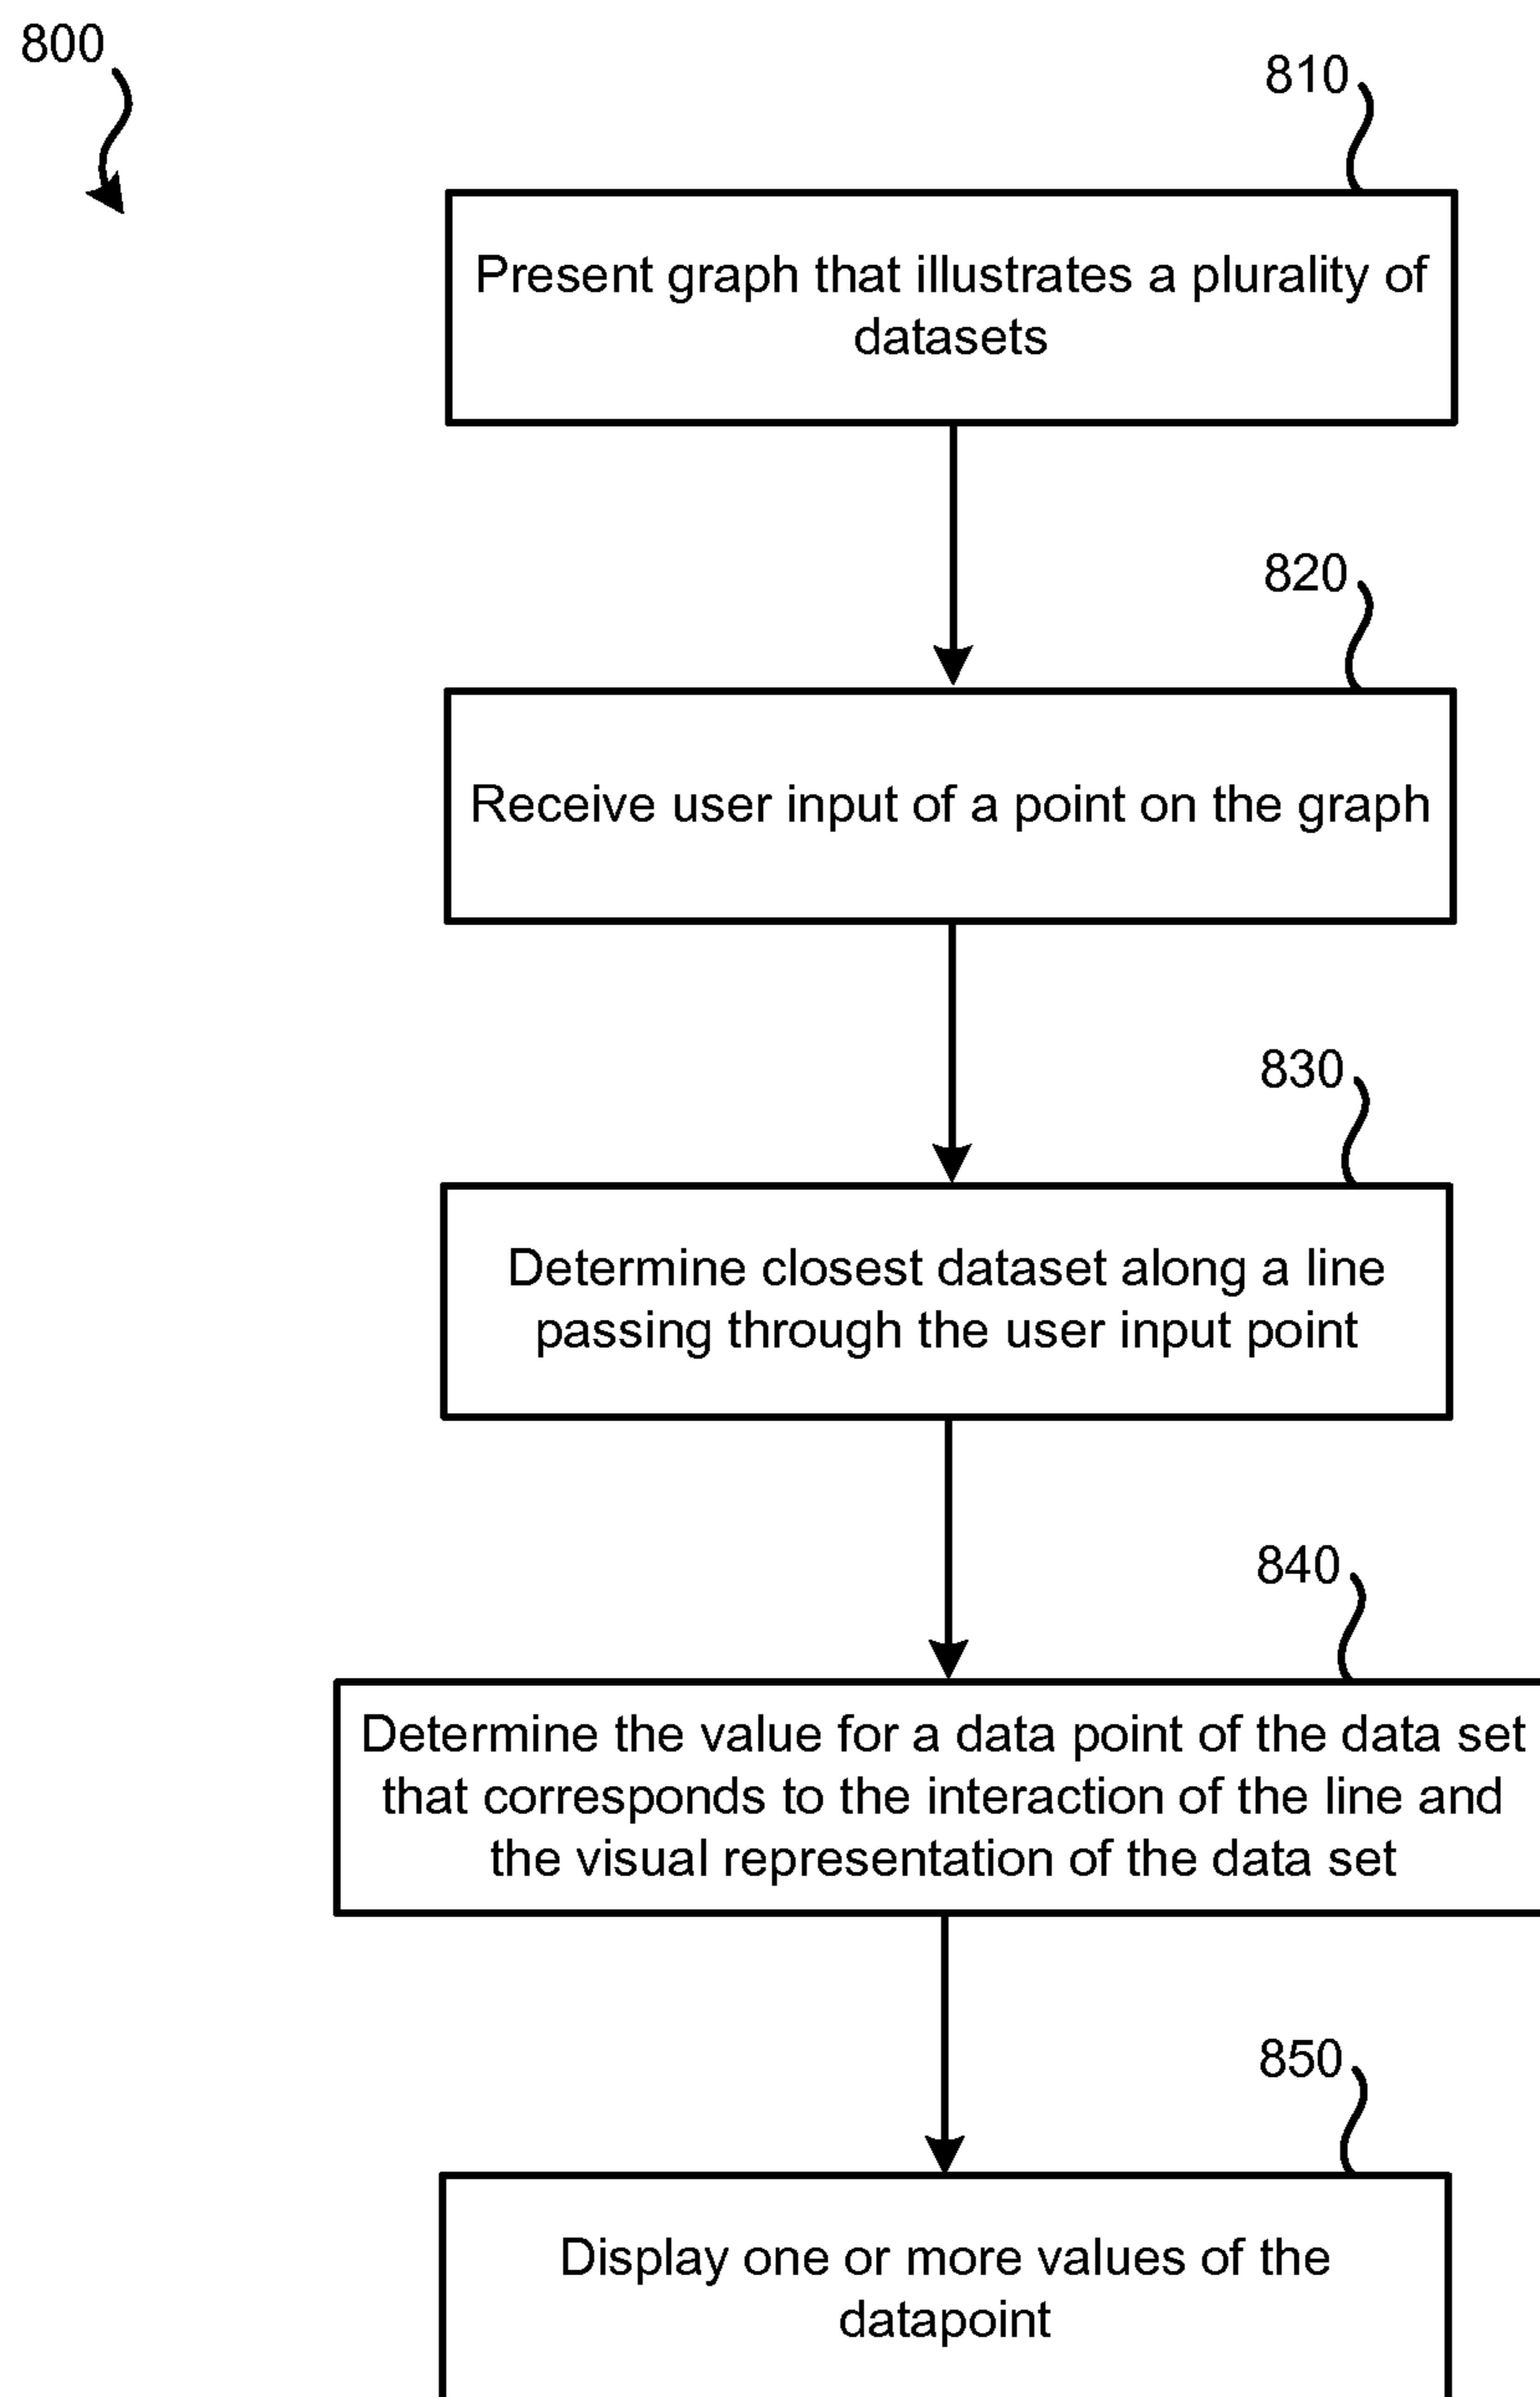 800
810
Present graph that illustrates a plurality of
datasets
820
Receive user input of a point on the graph
830
Determine closest dataset along a line
passing through the user input point
840
Determine the value for a data point of the data set
that corresponds to the interaction of the line and
the visual representation of the data set
850
Display one or more values of the
datapoint